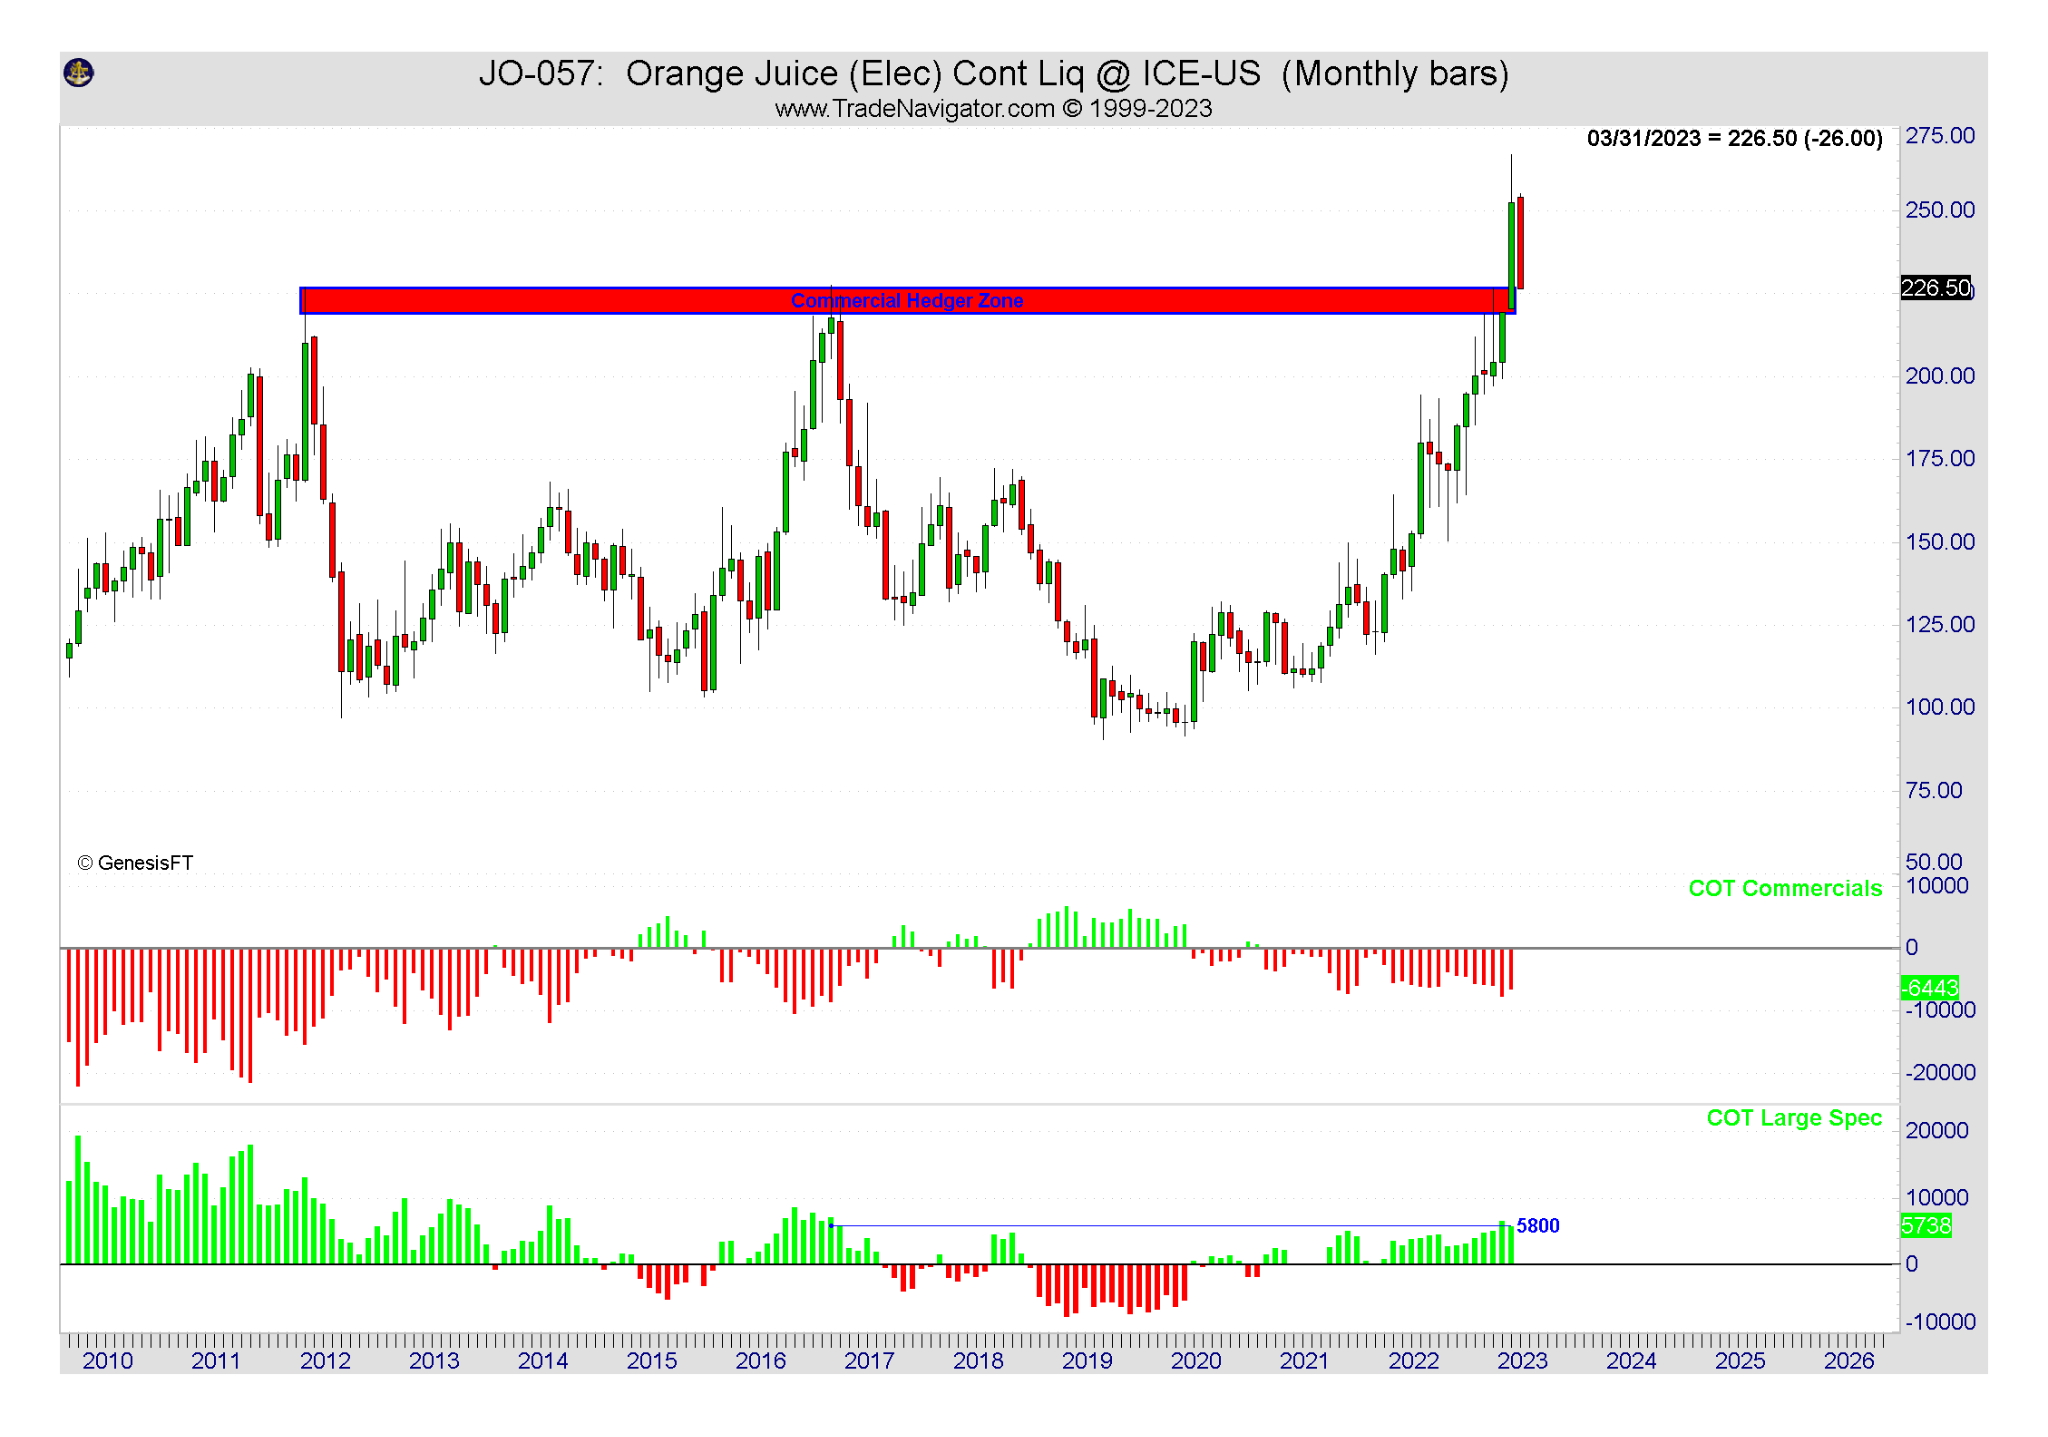 JO-057: Orange Juice (Elec) Cont Liq @ ICE-US (Monthly bars)
www.TradeNavigator.com © 1999-2023
03/31/2023 = 226.50 (-26.00)
275.00
250.00
226.50
Commercial Hedger Zone
200.00
175.00
150.00
125.00
100.00
75.00
© GenesisFT
50.00
COT Commercials
10000
0
-6443
-10000
-20000
COT Large Spec
20000
10000
5800
5738
0
-10000
2010 2011 2012 2013 2014 2015 2016 2017 2018 2019 2020 2021 2022 2023 2024 2025 2026